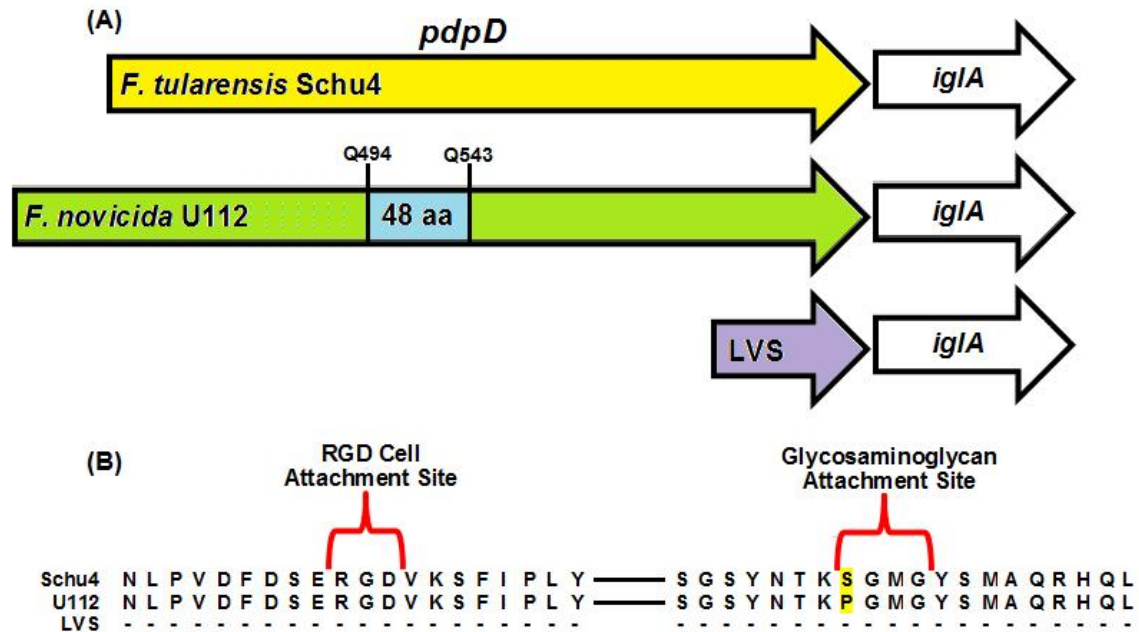 (A)
pdpD
F. tularensis Schu4
iglA
Q494
Q543
F. novicida U112
48 aa
iglA
LVS
iglA
(B)
RGD Cell
Attachment Site
Glycosaminoglycan
Attachment Site
Schu4 N L P V D F D S E R G D V K S F I P L Y —— S G S Y N T K S G M G Y S M A Q R H Q L
U112 N L P V D F D S E R G D V K S F I P L Y —— S G S Y N T K P G M G Y S M A Q R H Q L
LVS - - - - - - - - - - - - - - - - - - - - - - - - - - - - - - - - - - - - - - - - -